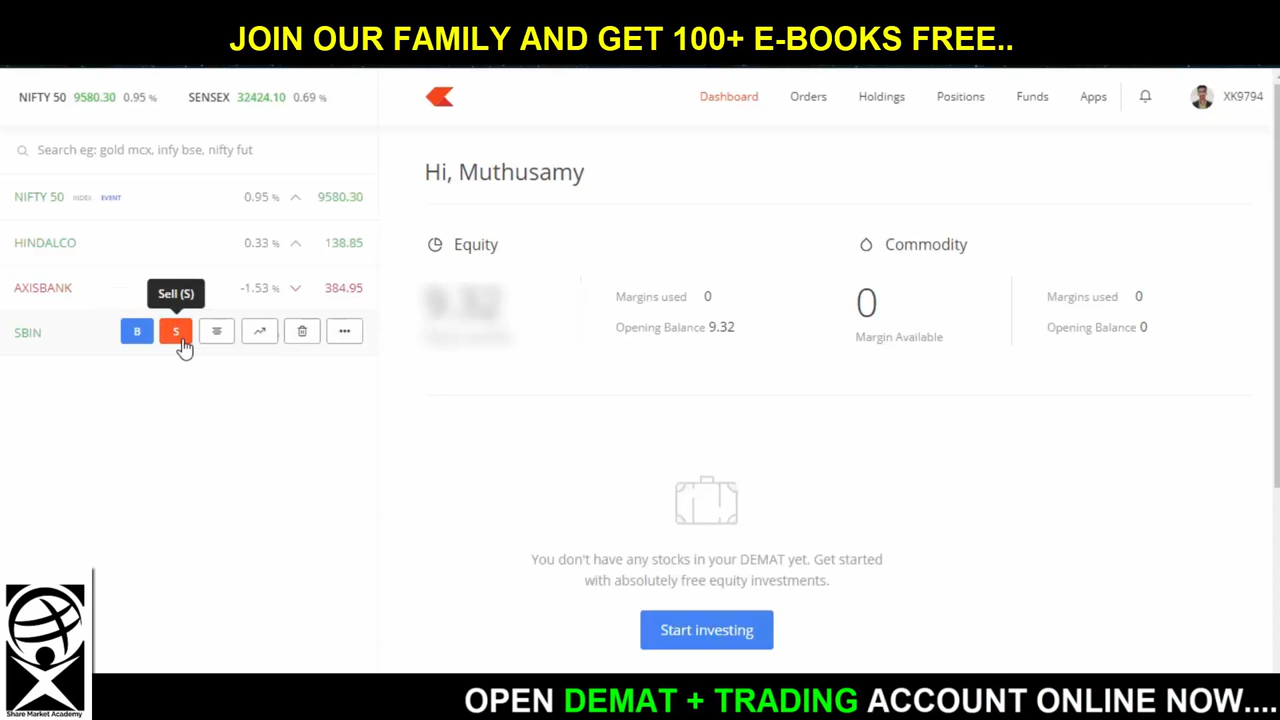 JOIN OUR FAMILY AND GET 100+ E-BOOKS FREE..
NIFTY 50 9580.30 0.95 % SENSEX 32424.10 0.69 %
Dashboard Orders Holdings Positions Funds Apps XK9794
Search eg: gold mcx, infy bse, nifty fut
NIFTY 50 INDEX EVENT 0.95 % 9580.30
HINDALCO 0.33 % 138.85
AXISBANK -1.53 % 384.95
Sell (S)
SBIN B S
Hi, Muthusamy
Equity
9.32
Margins used 0
Opening Balance 9.32
Commodity
0
Margin Available
Margins used 0
Opening Balance 0
You don't have any stocks in your DEMAT yet. Get started
with absolutely free equity investments.
Start investing
Share Market Academy
OPEN DEMAT + TRADING ACCOUNT ONLINE NOW....